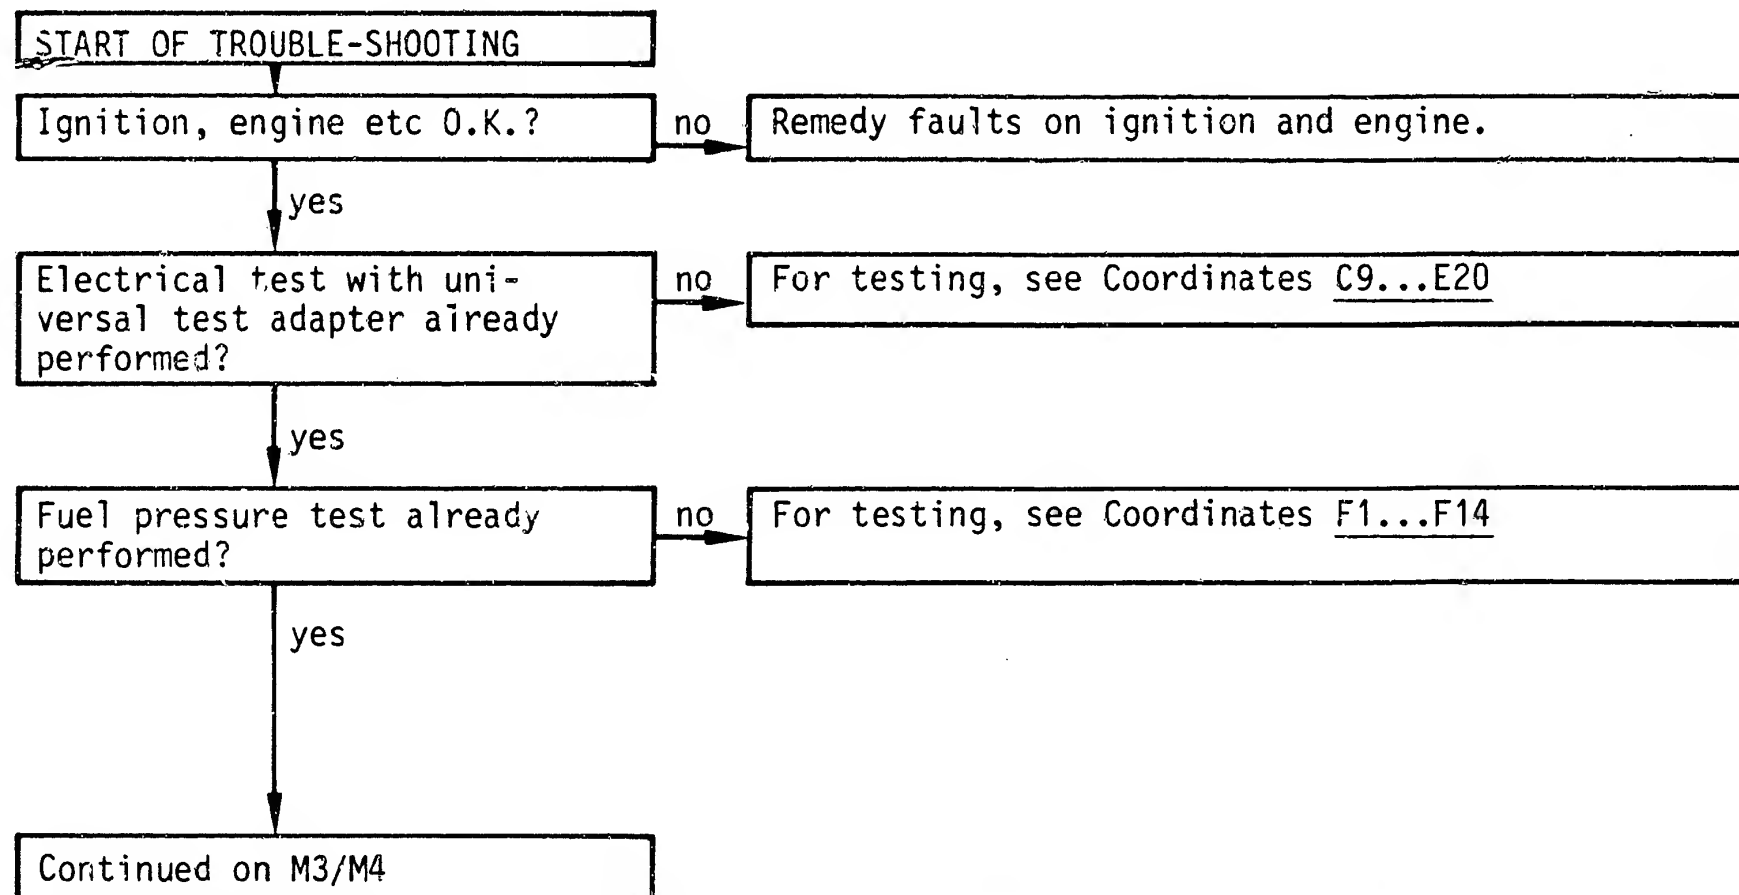 START OF TROUBLE-SHOOTING
Ignition, engine etc O.K.?
no
Remedy faults on ignition and engine.
yes
Electrical test with uni-
versal test adapter already
performed?
no
For testing, see Coordinates C9...E20
yes
Fuel pressure test already
performed?
no
For testing, see Coordinates F1...F14
yes
Continued on M3/M4